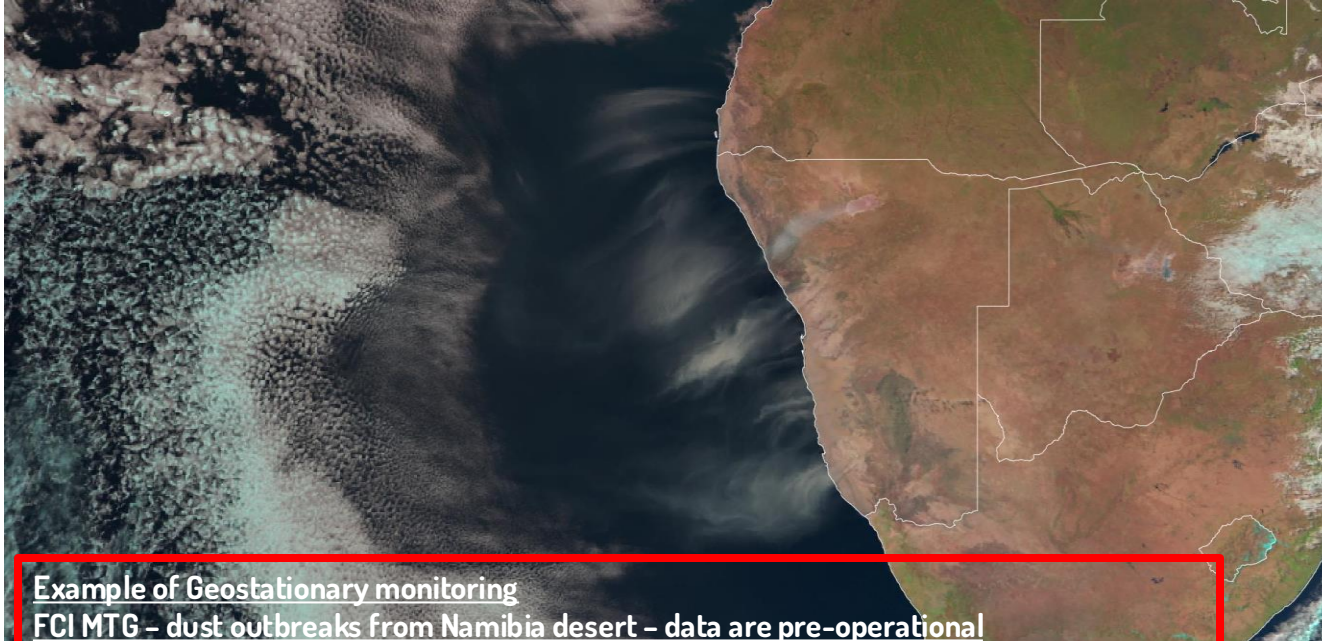 Example of Geostationary monitoring
FCI MTG – dust outbreaks from Namibia desert – data are pre-operational